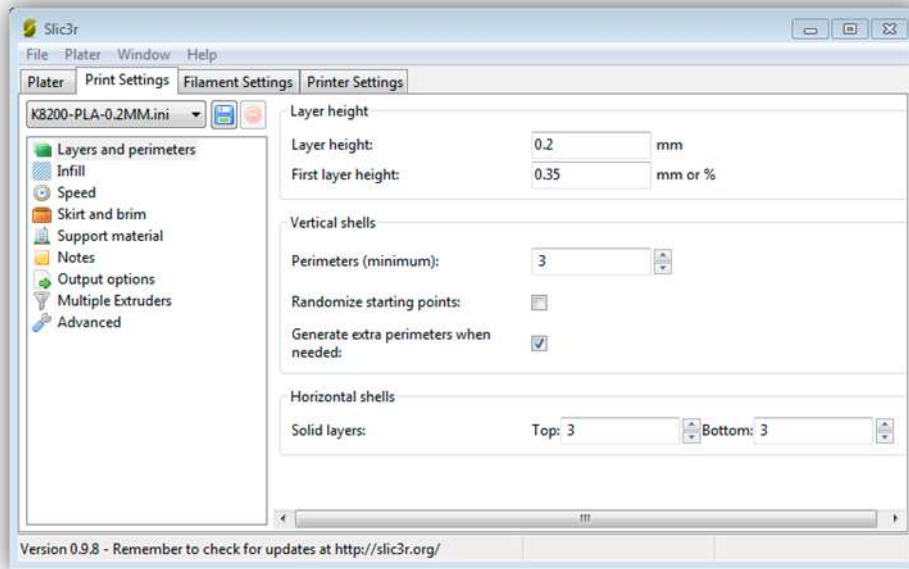 Slic3r
File Plater Window Help
Plater Print Settings Filament Settings Printer Settings
K8200-PLA-0.2MM.ini
Layers and perimeters
Infill
Speed
Skirt and brim
Support material
Notes
Output options
Multiple Extruders
Advanced
Layer height
Layer height: 0.2 mm
First layer height: 0.35 mm or %
Vertical shells
Perimeters (minimum): 3
Randomize starting points:
Generate extra perimeters when
needed:
Horizontal shells
Solid layers: Top: 3 Bottom: 3
Version 0.9.8 - Remember to check for updates at http://slic3r.org/